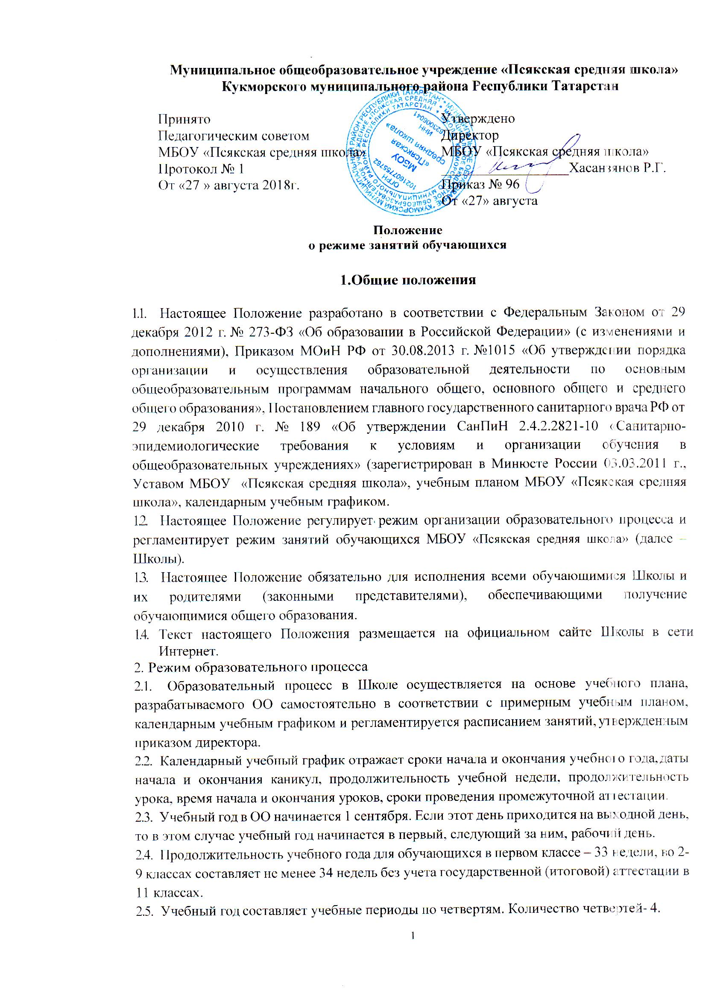 Муниципальное общеобразовательное учреждение «Псякская средняя школа»
Кукморского муниципального района Республики Татарстан
Принято
Педагогическим советом
МБОУ «Псякская средняя школа»
Протокол № 1
От «27 » августа 2018г.
Утверждено
Директор
МБОУ «Псякская средняя школа»
Хасанзянов Р.Г.
Приказ № 96
От «27» августа
МБОУ
«Псякская
средняя школа»
ИНН
ОГРН
1021607755762
Положение
о режиме занятий обучающихся
1.Общие положения
1.1. Настоящее Положение разработано в соответствии с Федеральным Законом от 29
декабря 2012 г. № 273-ФЗ «Об образовании в Российской Федерации» (с изменениями и
дополнениями), Приказом МОиН РФ от 30.08.2013 г. №1015 «Об утверждении порядка
организации и осуществления образовательной деятельности по основным
общеобразовательным программам начального общего, основного общего и среднего
общего образования», Постановлением главного государственного санитарного врача РФ от
29 декабря 2010 г. № 189 «Об утверждении СанПиН 2.4.2.2821-10 «Санитарно-
эпидемиологические требования к условиям и организации обучения в
общеобразовательных учреждениях» (зарегистрирован в Минюсте России 03.03.2011 г.,
Уставом МБОУ «Псякская средняя школа», учебным планом МБОУ «Псякская средняя
школа», календарным учебным графиком.
1.2. Настоящее Положение регулирует режим организации образовательного процесса и
регламентирует режим занятий обучающихся МБОУ «Псякская средняя школа» (далее –
Школы).
1.3. Настоящее Положение обязательно для исполнения всеми обучающимися Школы и
их родителями (законными представителями), обеспечивающими получение
обучающимися общего образования.
1.4. Текст настоящего Положения размещается на официальном сайте Школы в сети
Интернет.
2. Режим образовательного процесса
2.1. Образовательный процесс в Школе осуществляется на основе учебного плана,
разрабатываемого ОО самостоятельно в соответствии с примерным учебным планом,
календарным учебным графиком и регламентируется расписанием занятий, утвержденным
приказом директора.
2.2. Календарный учебный график отражает сроки начала и окончания учебного года, даты
начала и окончания каникул, продолжительность учебной недели, продолжительность
урока, время начала и окончания уроков, сроки проведения промежуточной аттестации.
2.3. Учебный год в ОО начинается 1 сентября. Если этот день приходится на выходной день,
то в этом случае учебный год начинается в первый, следующий за ним, рабочий день.
2.4. Продолжительность учебного года для обучающихся в первом классе – 33 недели, во 2-
9 классах составляет не менее 34 недель без учета государственной (итоговой) аттестации в
11 классах.
2.5. Учебный год составляет учебные периоды по четвертям. Количество четвертей- 4.
1